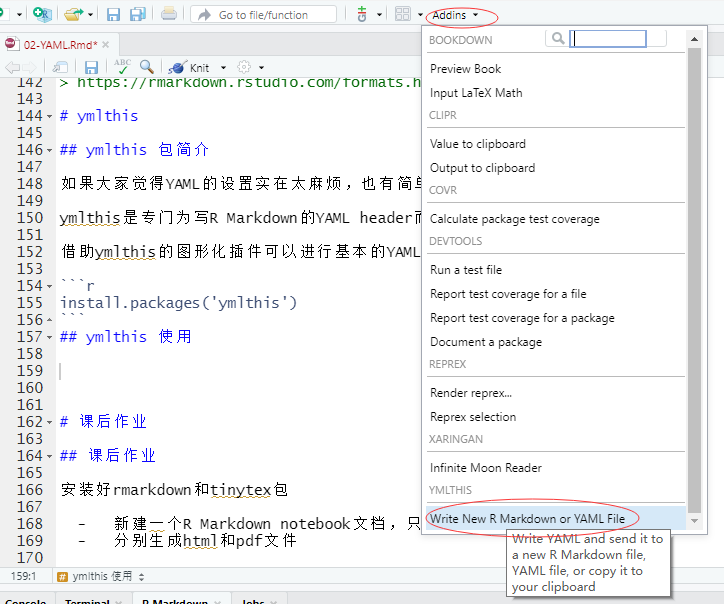 Go to file/function
Addins
02-YAML.Rmd*
ABC
Knit
142 > https://rmarkdown.rstudio.com/formats.h
143
144 # ymlthis
145
146 ## ymlthis 包简介
147
148 如果大家觉得YAML的设置实在太麻烦，也有简单
149
150 ymlthis是专门为写R Markdown的YAML header而
151
152 借助ymlthis的图形化插件可以进行基本的YAML
153
154 ```r
155 install.packages('ymlthis')
156 ```
157 ## ymlthis 使用
158
159
160
161
162 # 课后作业
163
164 ## 课后作业
165
166 安装好rmarkdown和tinytex包
167
168 - 新建一个R Markdown notebook文档，只
169 - 分别生成html和pdf文件
170
159:1 # ymlthis 使用
Console Terminal R Markdown Jobs
BOOKDOWN
Preview Book
Input LaTeX Math
CLIPR
Value to clipboard
Output to clipboard
COVR
Calculate package test coverage
DEVTOOLS
Run a test file
Report test coverage for a file
Report test coverage for a package
Document a package
REPREX
Render reprex...
Reprex selection
XARINGAN
Infinite Moon Reader
YMLTHIS
Write New R Markdown or YAML File
Write YAML and send it to
a new R Markdown file,
YAML file, or copy it to
your clipboard